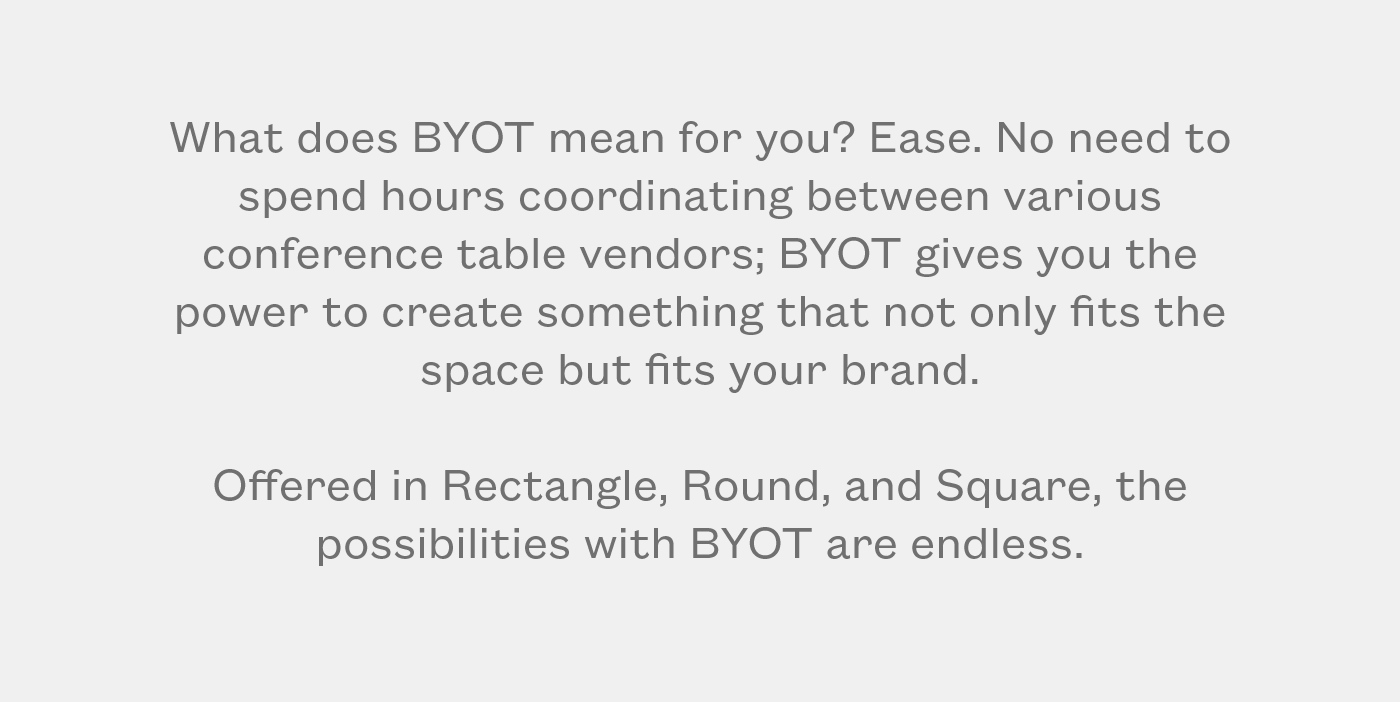 What does BYOT mean for you? Ease. No need to
spend hours coordinating between various
conference table vendors; BYOT gives you the
power to create something that not only fits the
space but fits your brand.
Offered in Rectangle, Round, and Square, the
possibilities with BYOT are endless.